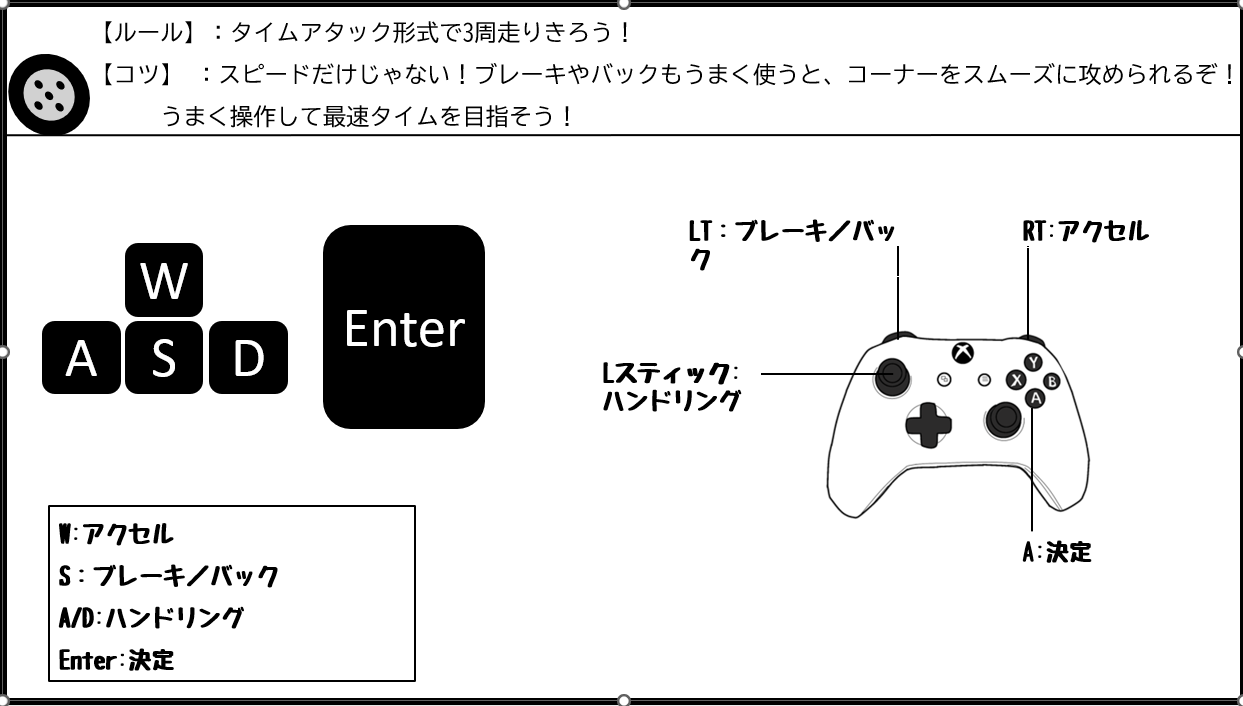 【ルール】：タイムアタック形式で3周走りきろう！
【コツ】 ：スピードだけじゃない！ブレーキやバックもうまく使うと、コーナーをスムーズに攻められるぞ！
うまく操作して最速タイムを目指そう！
W
A S D
Enter
LT：ブレーキ／バッ
ク
RT:アクセル
Lスティック:
ハンドリング
Y
X B
A
A:決定
W:アクセル
S：ブレーキ／バック
A/D:ハンドリング
Enter:決定